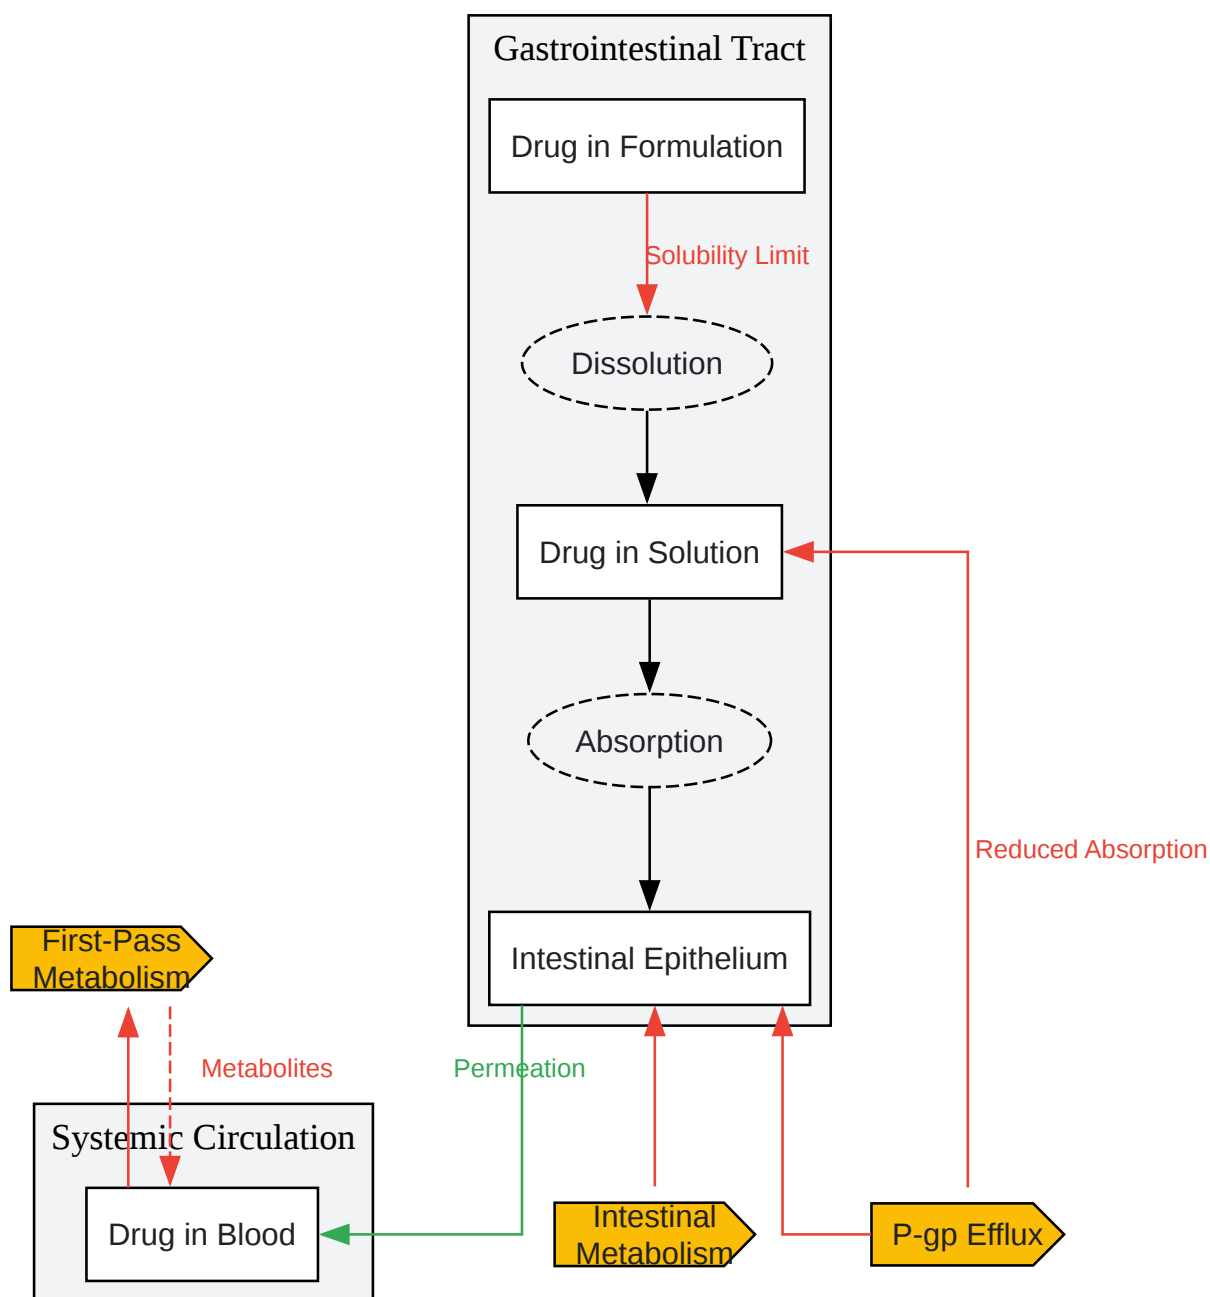 Gastrointestinal Tract
Drug in Formulation
Solubility Limit
Dissolution
Drug in Solution
Absorption
Reduced Absorption
Intestinal Epithelium
First-Pass
Metabolism
Metabolites
Permeation
Systemic Circulation
Drug in Blood
Intestinal
Metabolism
P-gp Efflux